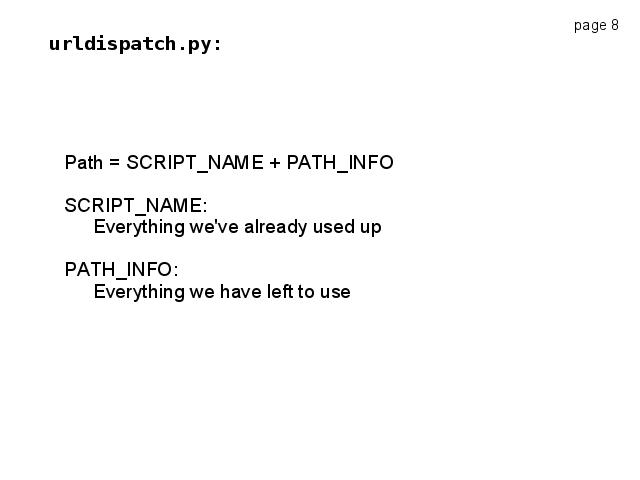 page 8
urldispatch.py:
Path = SCRIPT_NAME + PATH_INFO
SCRIPT_NAME:
Everything we've already used up
PATH_INFO:
Everything we have left to use